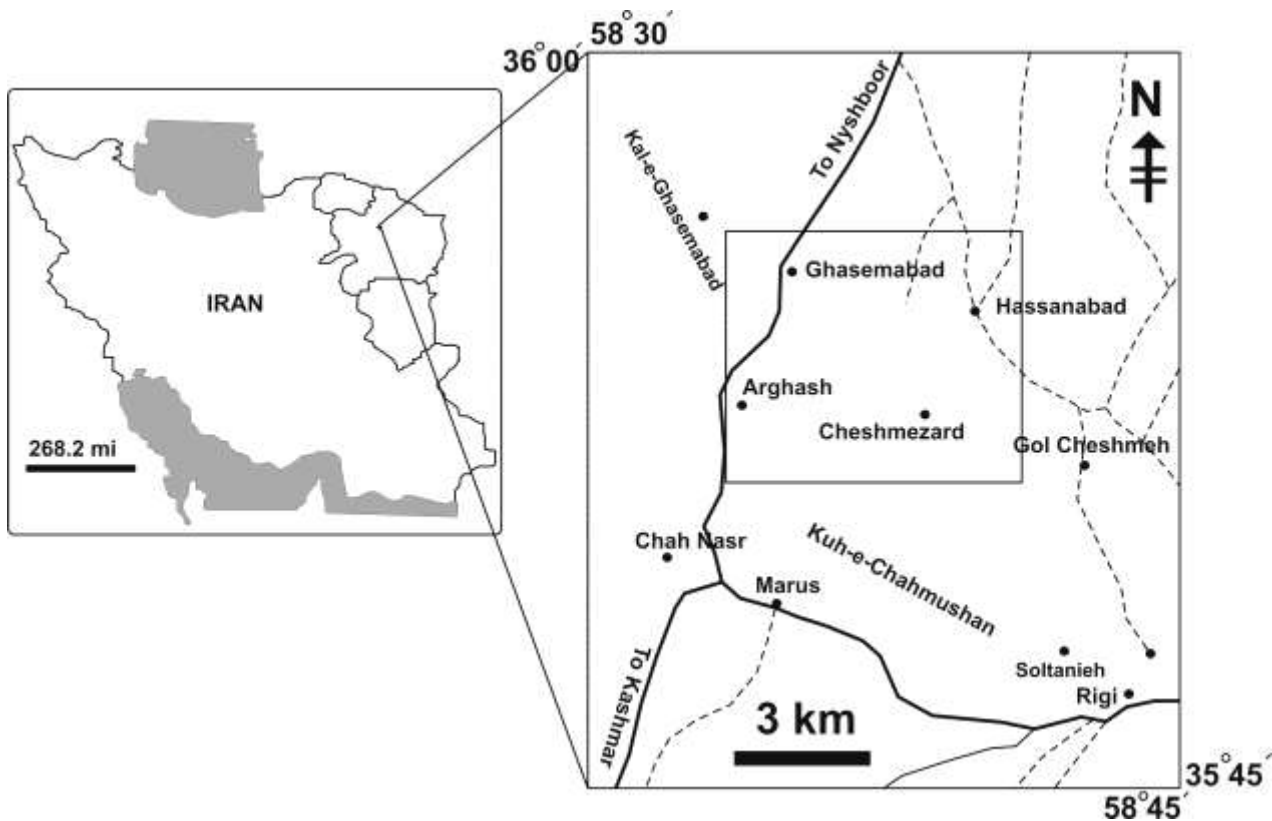 58°30′
36°00′
To Nyshboor
N
Kal-e-Ghasemabad
Ghasemabad
IRAN
Hassanabad
Arghash
Cheshmezard
268.2 mi
Gol Cheshmeh
Chah Nasr
Kuh-e-Chahmushan
Marus
To Kashmar
Soltanieh
Rigi
3 km
35°45′
58°45′